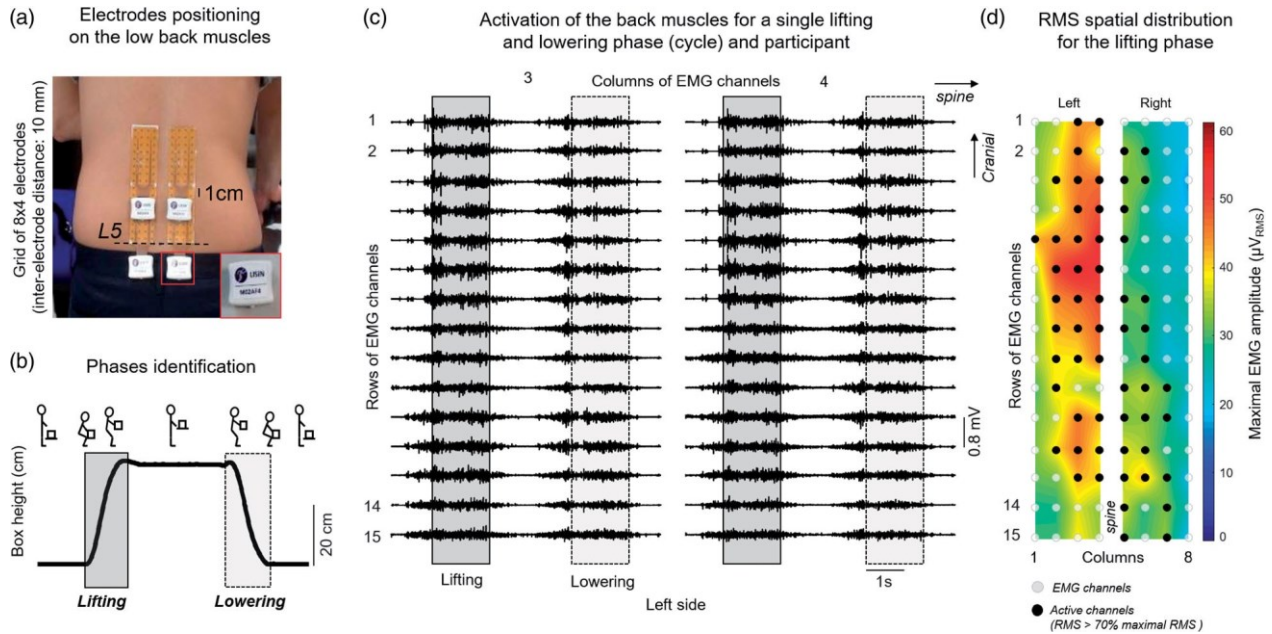 (a) Electrodes positioning
on the low back muscles
Grid of 8x4 electrodes
(inter-electrode distance: 10 mm)
1cm
L5
USIN
N02AF4
(b) Phases identification
Box height (cm)
20 cm
Lifting
Lowering
(c) Activation of the back muscles for a single lifting
and lowering phase (cycle) and participant
3 Columns of EMG channels 4
spine
Cranial
Rows of EMG channels
1
2
14
15
0.8 mV
Lifting
Lowering
1s
Left side
(d) RMS spatial distribution
for the lifting phase
Left Right
Rows of EMG channels
1
2
14
15
spine
1 Columns 8
60
50
40
30
20
10
0
Maximal EMG amplitude (μVRMS)
EMG channels
Active channels
(RMS > 70% maximal RMS )